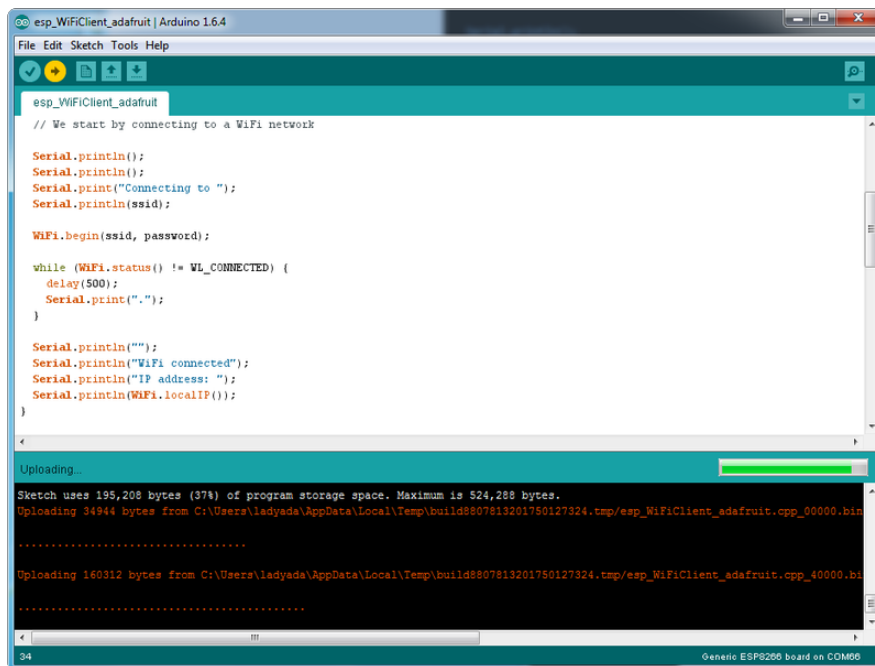 esp_WiFiClient_adafruit | Arduino 1.6.4
File Edit Sketch Tools Help
esp_WiFiClient_adafruit
// We start by connecting to a WiFi network
Serial.println();
Serial.println();
Serial.print("Connecting to ");
Serial.println(ssid);
WiFi.begin(ssid, password);
while (WiFi.status() != WL_CONNECTED) {
delay(500);
Serial.print(".");
}
Serial.println("");
Serial.println("WiFi connected");
Serial.println("IP address: ");
Serial.println(WiFi.localIP());
}
Uploading...
Sketch uses 195,208 bytes (37%) of program storage space. Maximum is 524,288 bytes.
Uploading 34944 bytes from C:\Users\ladyada\AppData\Local\Temp\build8807813201750127324.tmp/esp_WiFiClient_adafruit.cpp_00000.bin
...................................
Uploading 160312 bytes from C:\Users\ladyada\AppData\Local\Temp\build8807813201750127324.tmp/esp_WiFiClient_adafruit.cpp_40000.bi
............................................
34
Generic ESP8266 board on COM66